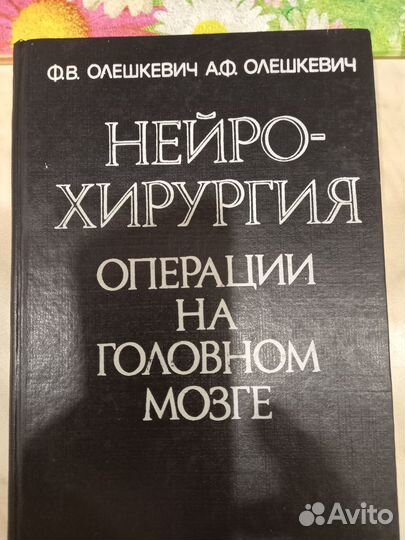 Ф.В. ОЛЕШКЕВИЧ А.Ф. ОЛЕШКЕВИЧ
НЕЙРО-
ХИРУРГИЯ
ОПЕРАЦИИ
НА
ГОЛОВНОМ
МОЗГЕ
Avito